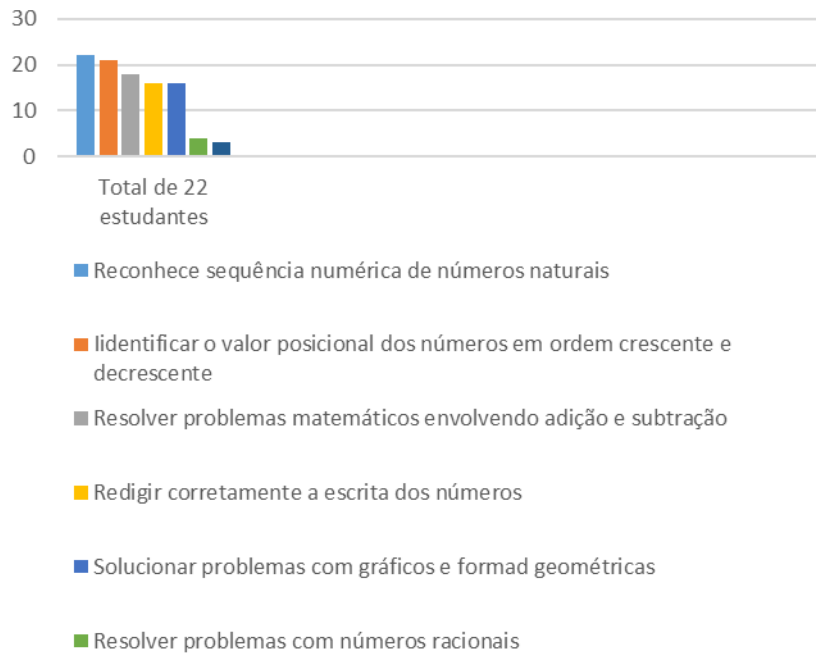 30
20
10
0
Total de 22
estudantes
Reconhece sequência numérica de números naturais
Iidentificar o valor posicional dos números em ordem crescente e
decrescente
Resolver problemas matemáticos envolvendo adição e subtração
Redigir corretamente a escrita dos números
Solucionar problemas com gráficos e formad geométricas
Resolver problemas com números racionais